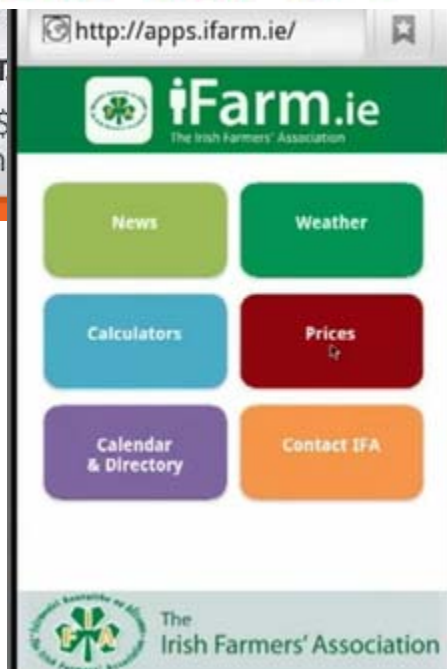 http://apps.ifarm.ie/
iFarm.ie
The Irish Farmers' Association
News
Weather
Calculators
Prices
Calendar
& Directory
Contact IFA
IFA
The
Irish Farmers' Association